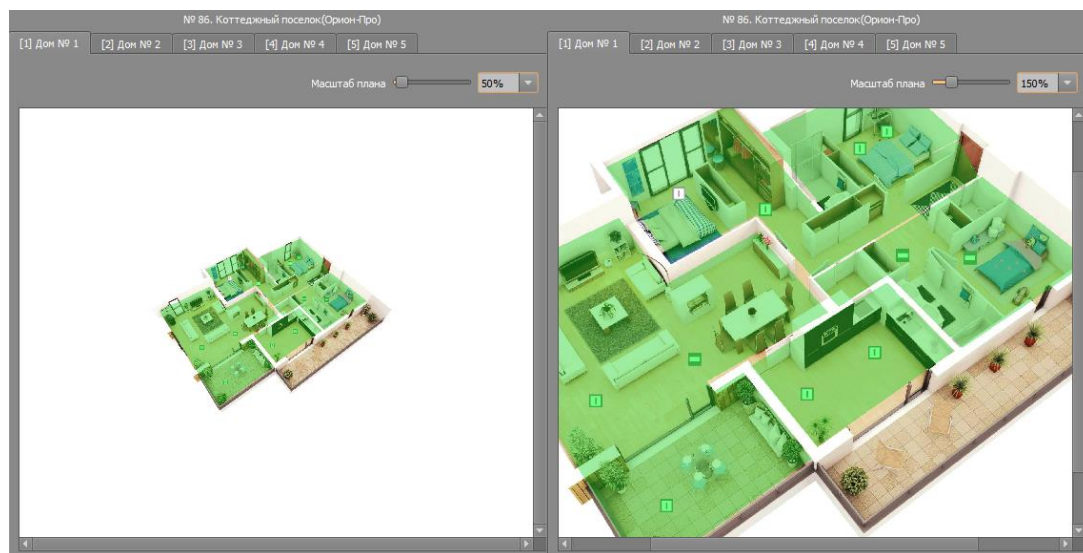 № 86. Коттеджный поселок(Орион-Про)
[1] Дом № 1 [2] Дом № 2 [3] Дом № 3 [4] Дом № 4 [5] Дом № 5
Масштаб плана 50%
№ 86. Коттеджный поселок(Орион-Про)
[1] Дом № 1 [2] Дом № 2 [3] Дом № 3 [4] Дом № 4 [5] Дом № 5
Масштаб плана 150%